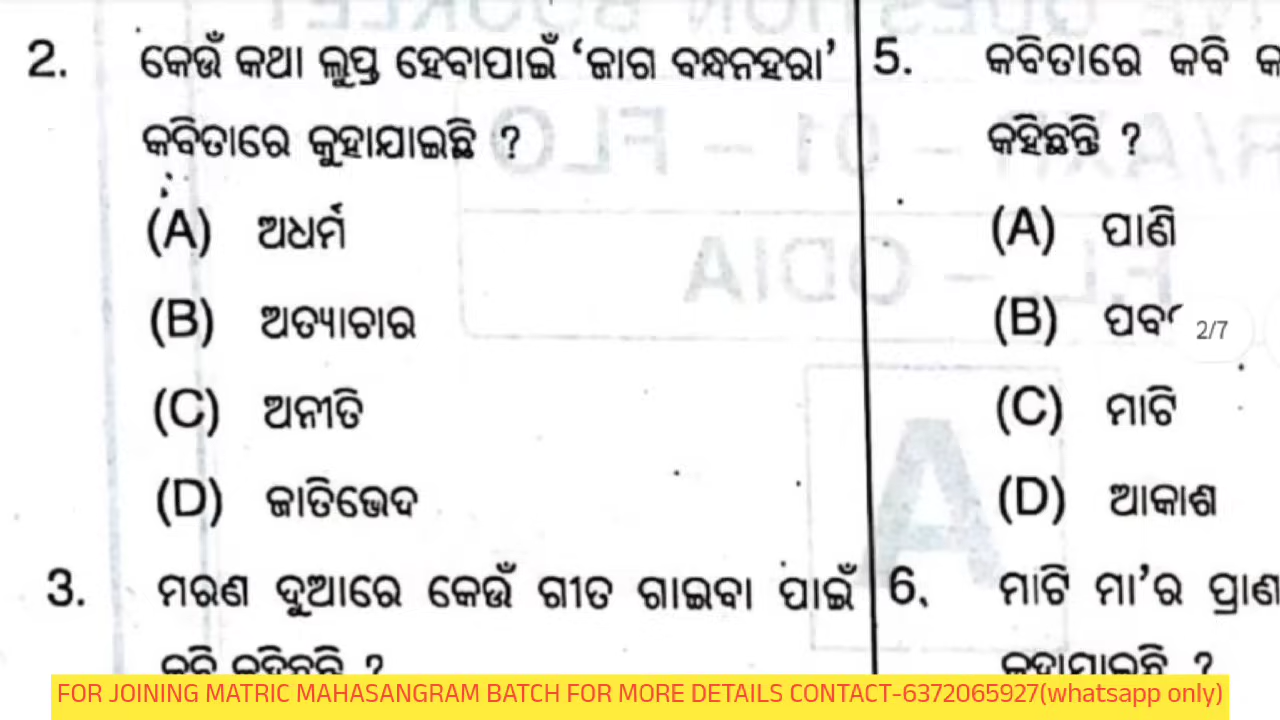 2. କେଉଁ କଥା ଲୁପ୍ତ ହେବାପାଇଁ ‘ଜାଗ ବନ୍ଧନହରା’
କବିତାରେ କୁହାଯାଇଛି ?
(A) ଅଧର୍ମ
(B) ଅତ୍ୟାଚାର
(C) ଅନୀତି
(D) ଜାତିଭେଦ
3. ମରଣ ଦୁଆରେ କେଉଁ ଗୀତ ଗାଇବା ପାଇଁ
5. କବିତାରେ କବି
କହିଛନ୍ତି ?
(A) ପାଣି
(B)
(C) ମାଟି
(D) ଆକାଶ
6. ମାଟି ମା’ର ପ୍ରାଣ
2/7
FOR JOINING MATRIC MAHASANGRAM BATCH FOR MORE DETAILS CONTACT-6372065927(whatsapp only)